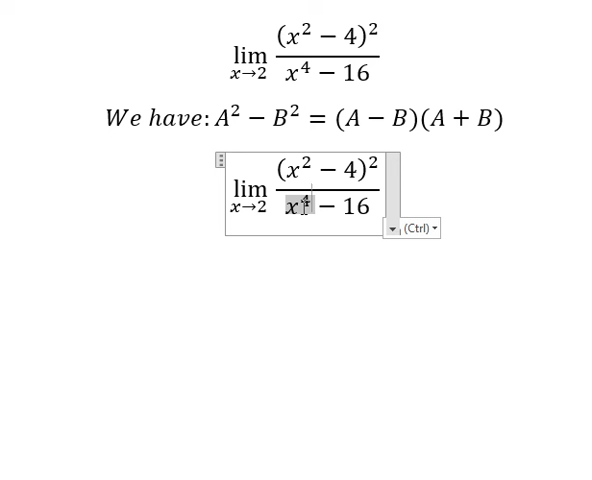 lim x→2 (x² − 4)² / x⁴ − 16
We have: A² − B² = (A − B)(A + B)
lim x→2 (x² − 4)² / x⁴ − 16
(Ctrl)